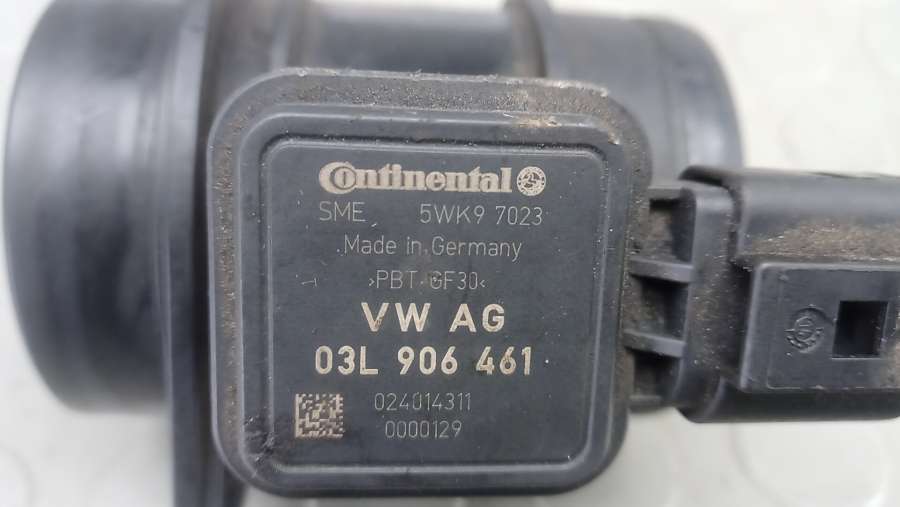 Continental
SME 5WK9 7023
Made in Germany
>PBT-GF30<
VW AG
03L 906 461
024014311
0000129